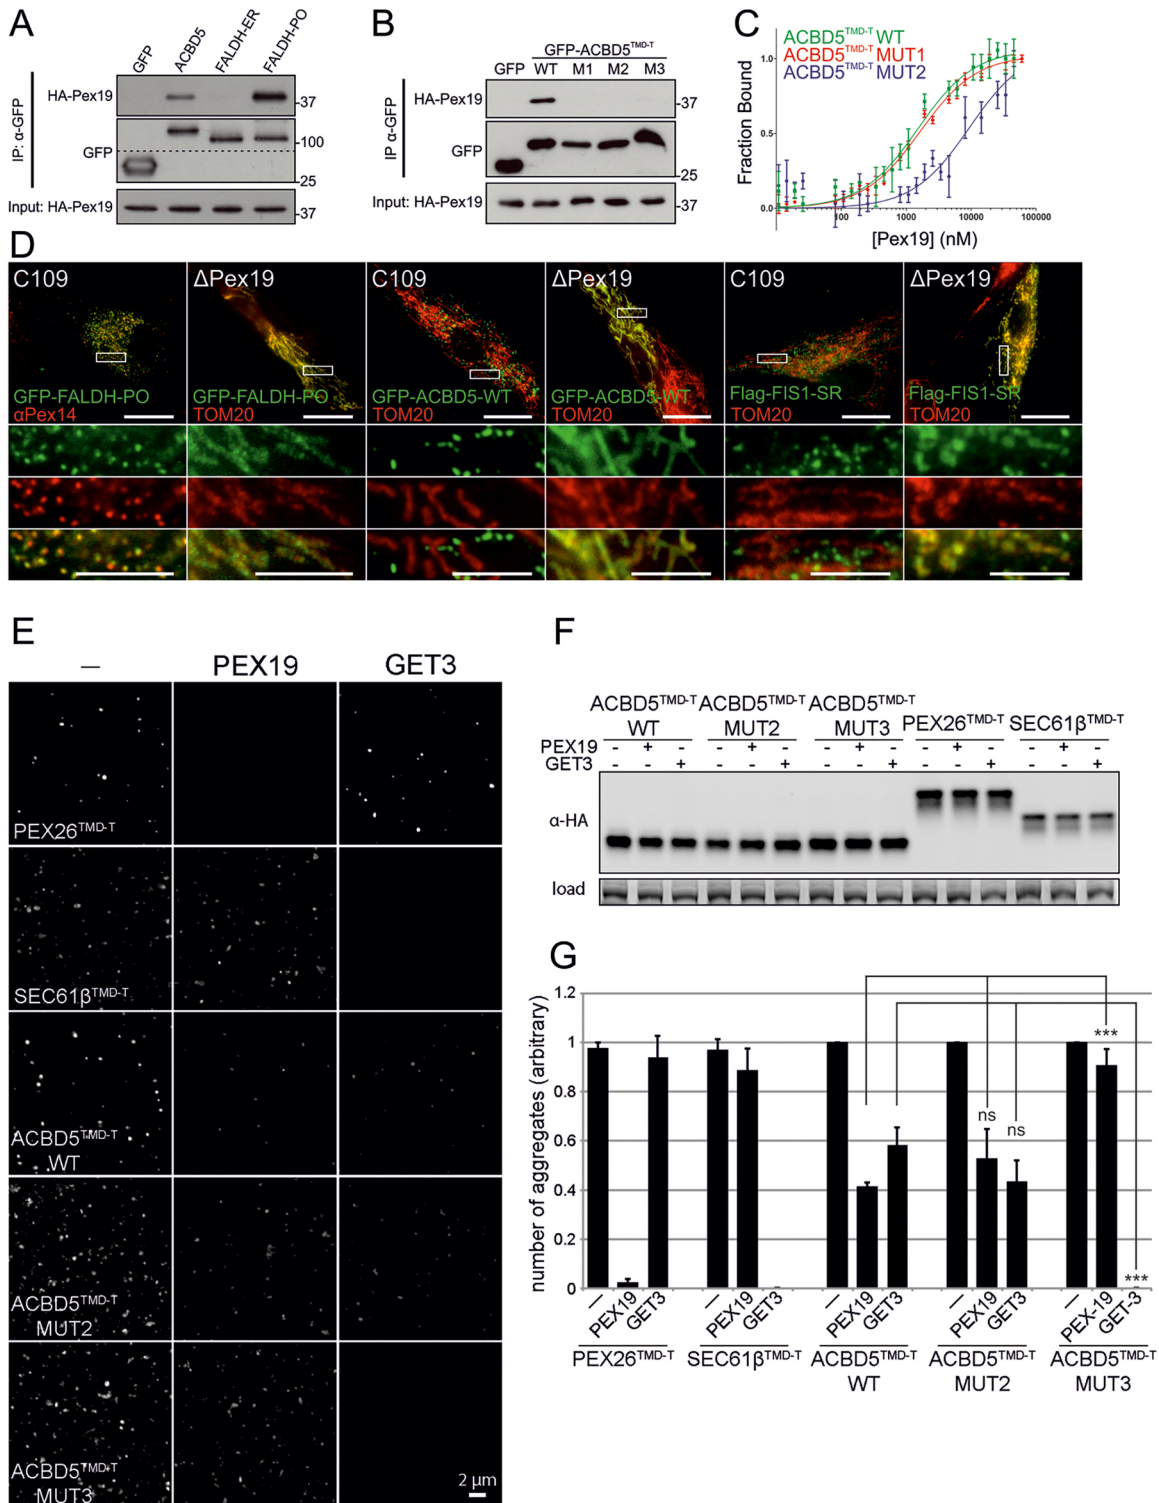 A
GFP
ACBD5
FALDH-ER
FALDH-PO
IP: α-GFP
HA-Pex19
-37
GFP
-100
-25
Input: HA-Pex19
-37
B
GFP-ACBD5TMD-T
GFP WT M1 M2 M3
IP α-GFP
HA-Pex19
-37
GFP
25
Input: HA-Pex19
-37
C
ACBD5TMD-T WT
ACBD5TMD-T MUT1
ACBD5TMD-T MUT2
Fraction Bound
1.0
0.5
0.0
100 1000 10000 100000
[Pex19] (nM)
D
C109 ΔPex19 C109 ΔPex19 C109 ΔPex19
GFP-FALDH-PO GFP-FALDH-PO GFP-ACBD5-WT GFP-ACBD5-WT Flag-FIS1-SR Flag-FIS1-SR
αPex14 TOM20 TOM20 TOM20 TOM20 TOM20
E
— PEX19 GET3
PEX26TMD-T
SEC61βTMD-T
ACBD5TMD-T
WT
ACBD5TMD-T
MUT2
ACBD5TMD-T
MUT3
2 µm
F
ACBD5TMD-T ACBD5TMD-T ACBD5TMD-T
WT MUT2 MUT3 PEX26TMD-T SEC61βTMD-T
PEX19 - + - - + - - + - - + - - + -
GET3 - - + - - + - - + - - + - - +
α-HA
load
G
number of aggregates (arbitrary)
1.2
1
0.8
0.6
0.4
0.2
0
ns
ns
***
***
— PEX19 GET3 — PEX19 GET3 — PEX19 GET3 — PEX19 GET3 — PEX-19 GET-3
PEX26TMD-T SEC61βTMD-T ACBD5TMD-T ACBD5TMD-T ACBD5TMD-T
WT MUT2 MUT3